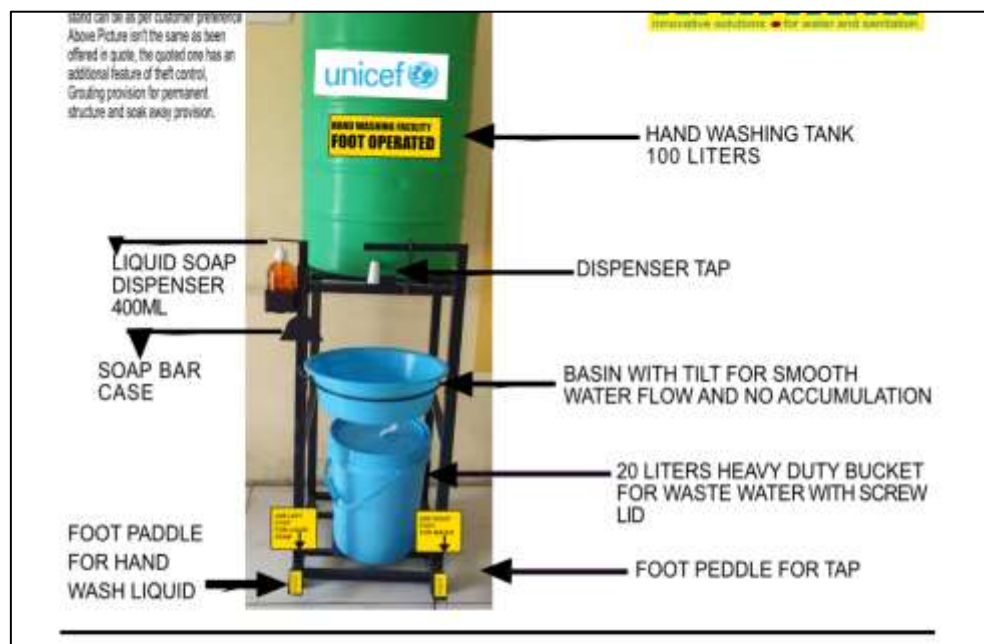 stand can be as per customer preference
Above Picture isn't the same as been
offered in quote, the quoted one has an
additional feature of theft control,
Grouting provision for permanent
structure and soak away provision.
innovative solutions for water and sanitation.
unicef
HAND WASHING FACILITY
FOOT OPERATED
HAND WASHING TANK
100 LITERS
LIQUID SOAP
DISPENSER
400ML
DISPENSER TAP
SOAP BAR
CASE
BASIN WITH TILT FOR SMOOTH
WATER FLOW AND NO ACCUMULATION
20 LITERS HEAVY DUTY BUCKET
FOR WASTE WATER WITH SCREW
LID
FOOT PADDLE
FOR HAND
WASH LIQUID
FOOT PEDDLE FOR TAP